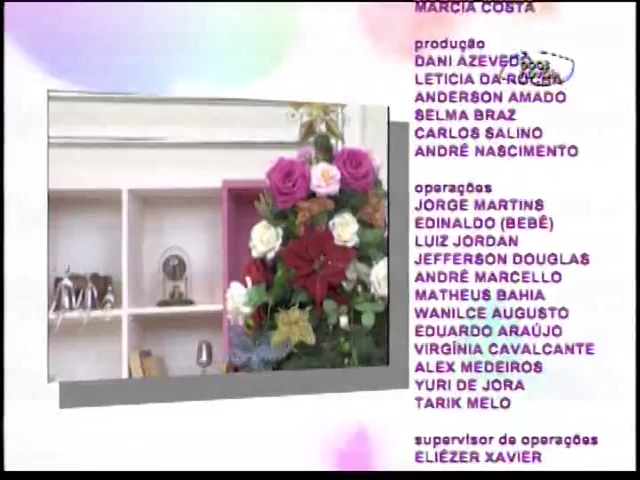 MARCIA COSTA
produção
DANI AZEVEDO
LETICIA DA ROCHA
ANDERSON AMADO
SELMA BRAZ
CARLOS SALINO
ANDRÉ NASCIMENTO
operações
JORGE MARTINS
EDINALDO (BEBÊ)
LUIZ JORDAN
JEFFERSON DOUGLAS
ANDRÉ MARCELLO
MATHEUS BAHIA
WANILCE AUGUSTO
EDUARDO ARAÚJO
VIRGÍNIA CAVALCANTE
ALEX MEDEIROS
YURI DE JORA
TARIK MELO
supervisor de operações
ELIÉZER XAVIER